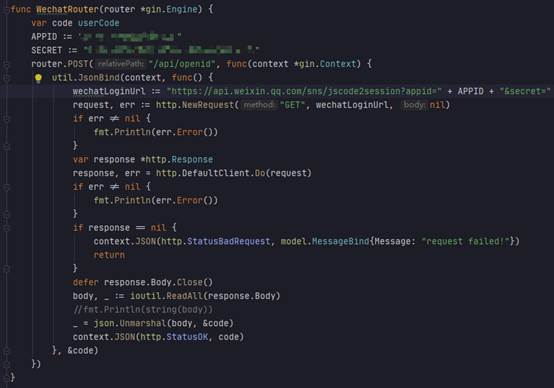 func WechatRouter(router *gin.Engine) {
    var code userCode
    APPID := "
    SECRET := "
    router.POST( relativePath: "/api/openid", func(context *gin.Context) {
        util.JsonBind(context, func() {
            wechatLoginUrl := "https://api.weixin.qq.com/sns/jscode2session?appid=" + APPID + "&secret="
            request, err := http.NewRequest( method: "GET", wechatLoginUrl, body: nil)
            if err ≠ nil {
                fmt.Println(err.Error())
            }
            var response *http.Response
            response, err = http.DefaultClient.Do(request)
            if err ≠ nil {
                fmt.Println(err.Error())
            }
            if response == nil {
                context.JSON(http.StatusBadRequest, model.MessageBind{Message: "request failed!"})
                return
            }
            defer response.Body.Close()
            body, _ := ioutil.ReadAll(response.Body)
            //fmt.Println(string(body))
            _ = json.Unmarshal(body, &code)
            context.JSON(http.StatusOK, code)
        }, &code)
    })
}